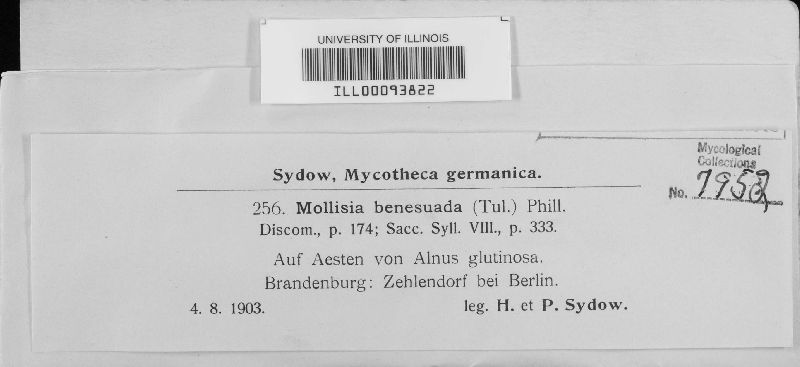 UNIVERSITY OF ILLINOIS
ILL00093822
Mycological
Collections
No. 7952
Sydow, Mycotheca germanica.
256. Mollisia benesuada (Tul.) Phill.
Discom., p. 174; Sacc. Syll. VIII., p. 333.
Auf Aesten von Alnus glutinosa.
Brandenburg: Zehlendorf bei Berlin.
4. 8. 1903. leg. H. et P. Sydow.